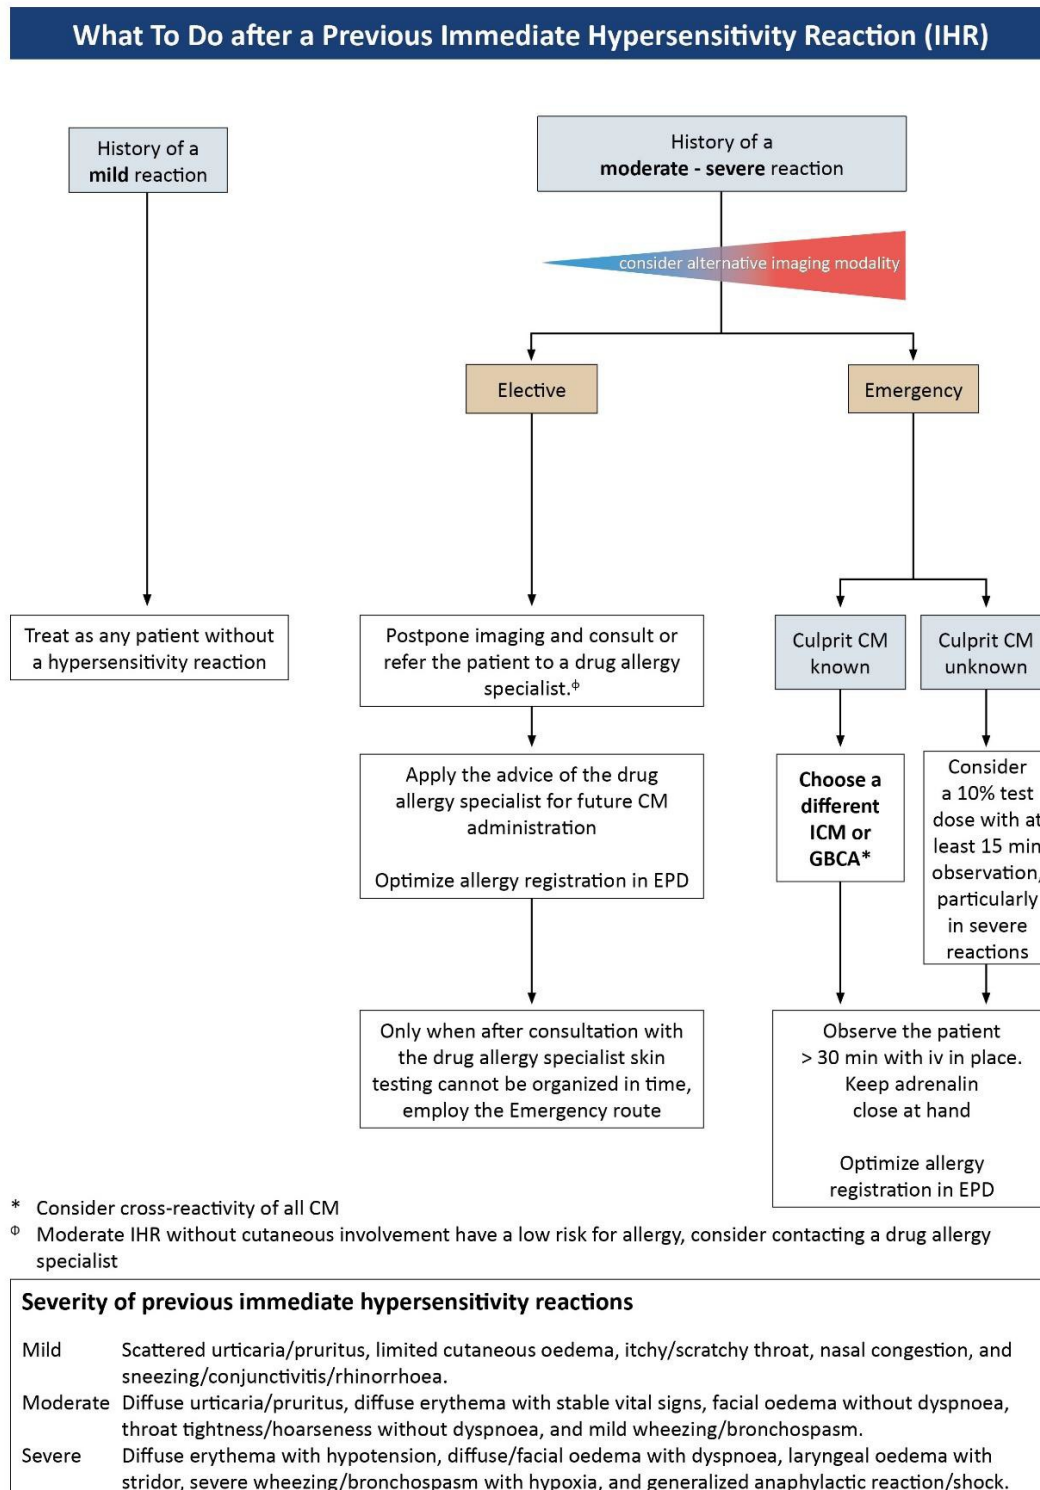 What To Do after a Previous Immediate Hypersensitivity Reaction (IHR)
History of a
mild reaction
History of a
moderate - severe reaction
consider alternative imaging modality
Elective
Emergency
Treat as any patient without
a hypersensitivity reaction
Postpone imaging and consult or
refer the patient to a drug allergy
specialist.ᶲ
Culprit CM
known
Culprit CM
unknown
Apply the advice of the drug
allergy specialist for future CM
administration
Optimize allergy registration in EPD
Choose a
different
ICM or
GBCA*
Consider
a 10% test
dose with at
least 15 min
observation,
particularly
in severe
reactions
Only when after consultation with
the drug allergy specialist skin
testing cannot be organized in time,
employ the Emergency route
Observe the patient
> 30 min with iv in place.
Keep adrenalin
close at hand
Optimize allergy
registration in EPD
* Consider cross-reactivity of all CM
ᶲ Moderate IHR without cutaneous involvement have a low risk for allergy, consider contacting a drug allergy
specialist
Severity of previous immediate hypersensitivity reactions
Mild Scattered urticaria/pruritus, limited cutaneous oedema, itchy/scratchy throat, nasal congestion, and
sneezing/conjunctivitis/rhinorrhoea.
Moderate Diffuse urticaria/pruritus, diffuse erythema with stable vital signs, facial oedema without dyspnoea,
throat tightness/hoarseness without dyspnoea, and mild wheezing/bronchospasm.
Severe Diffuse erythema with hypotension, diffuse/facial oedema with dyspnoea, laryngeal oedema with
stridor, severe wheezing/bronchospasm with hypoxia, and generalized anaphylactic reaction/shock.